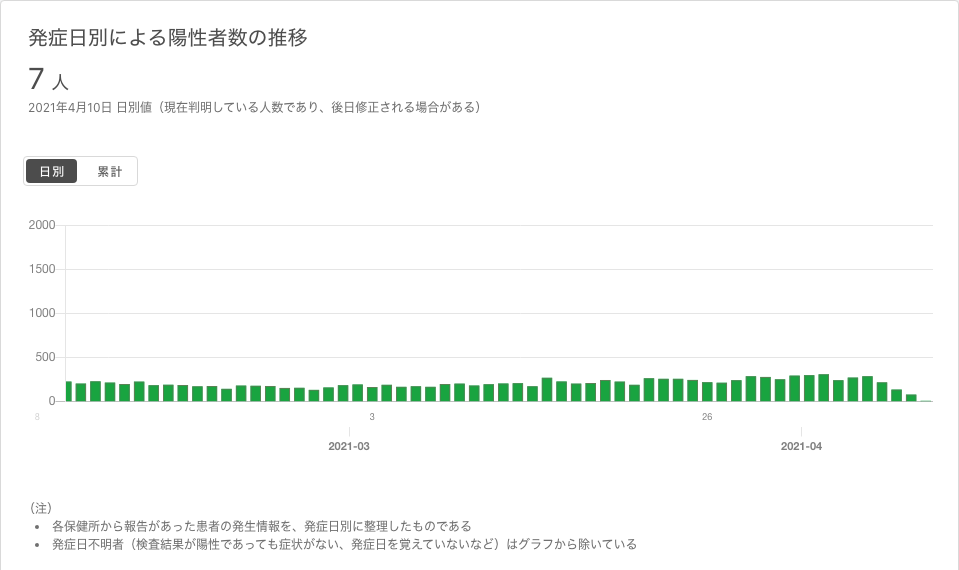 発症日別による陽性者数の推移
7 人
2021年4月10日 日別値（現在判明している人数であり、後日修正される場合がある）
日別 累計
2000
1500
1000
500
0
8 3 26
2021-03 2021-04
（注）
• 各保健所から報告があった患者の発生情報を、発症日別に整理したものである
• 発症日不明者（検査結果が陽性であっても症状がない、発症日を覚えていないなど）はグラフから除いている